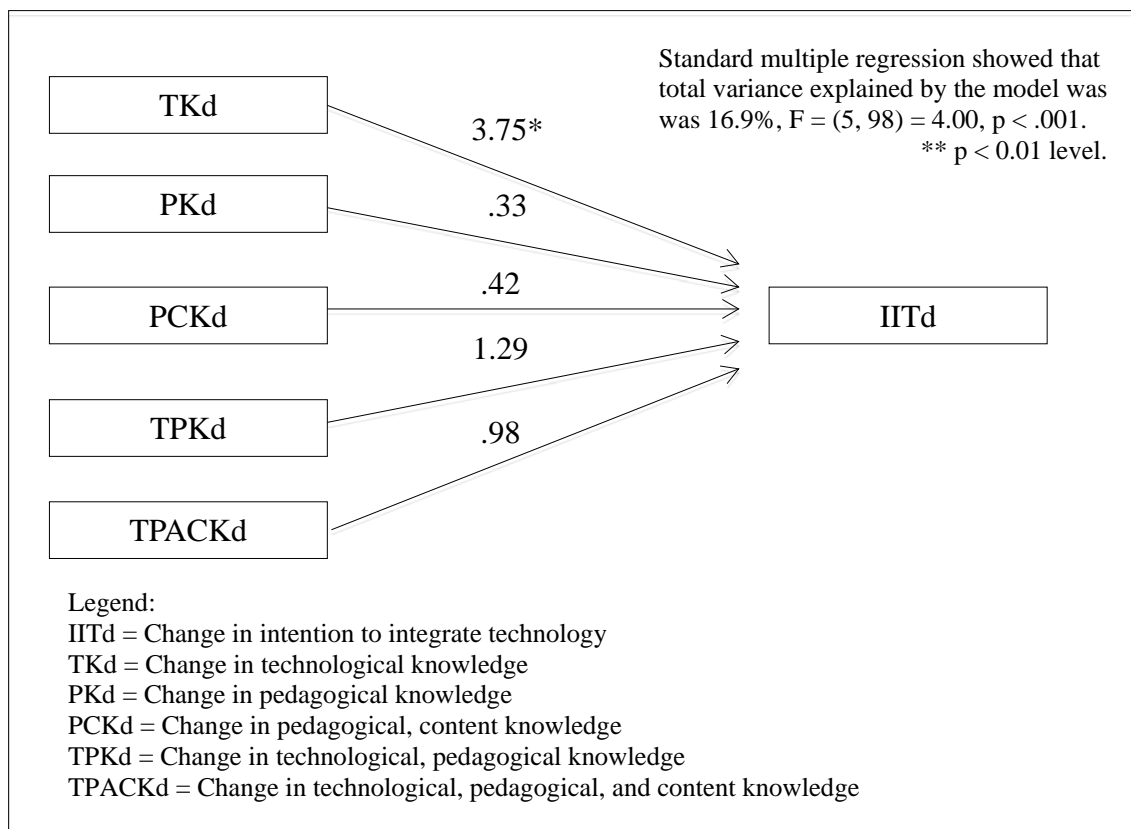 Standard multiple regression showed that
total variance explained by the model was
was 16.9%, F = (5, 98) = 4.00, p < .001.
** p < 0.01 level.
TKd
3.75*
PKd
.33
PCKd
.42
IITd
1.29
TPKd
.98
TPACKd
Legend:
IITd = Change in intention to integrate technology
TKd = Change in technological knowledge
PKd = Change in pedagogical knowledge
PCKd = Change in pedagogical, content knowledge
TPKd = Change in technological, pedagogical knowledge
TPACKd = Change in technological, pedagogical, and content knowledge